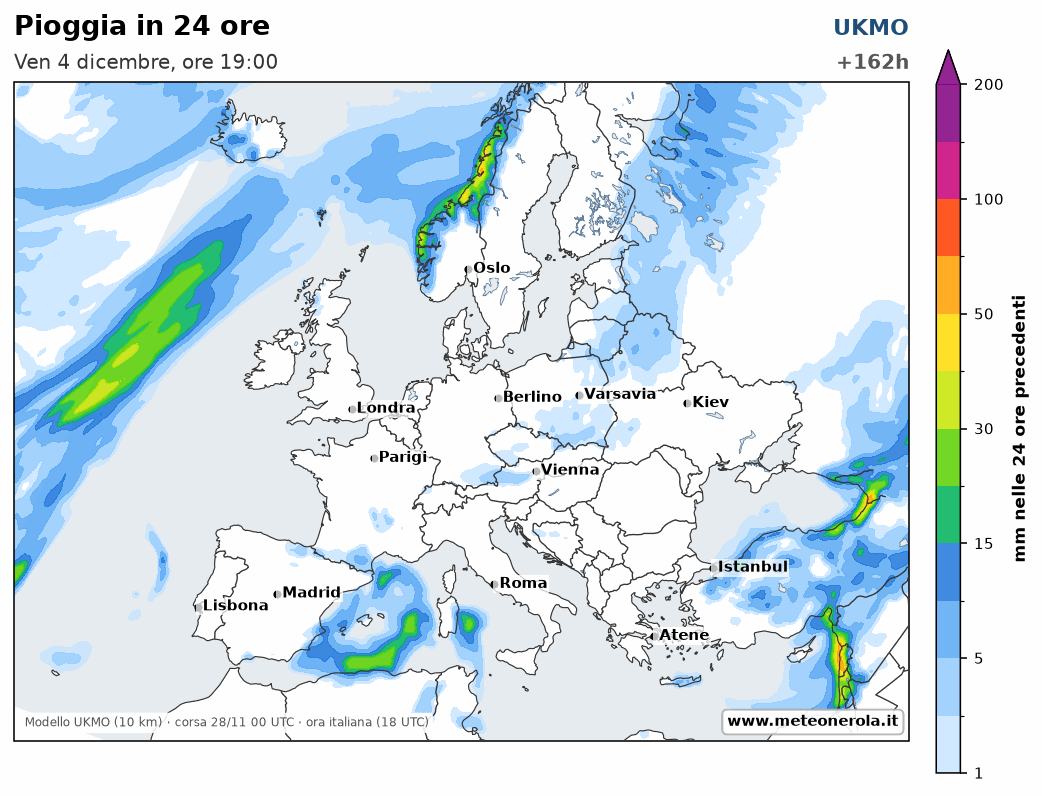 Pioggia in 24 ore
UKMO
Ven 4 dicembre, ore 19:00
+162h
200
100
50
30
15
5
1
mm nelle 24 ore precedenti
Oslo
Berlino
Varsavia
Kiev
Londra
Parigi
Vienna
Istanbul
Roma
Madrid
Lisbona
Atene
Modello UKMO (10 km) · corsa 28/11 00 UTC · ora italiana (18 UTC)
www.meteonerola.it